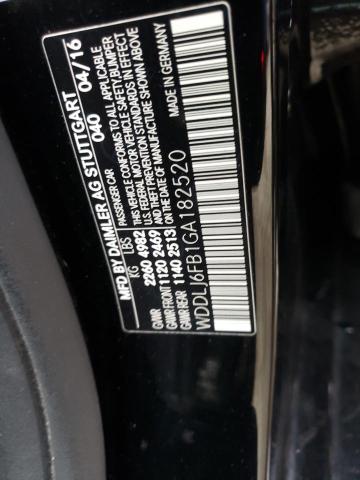 MFD BY DAIMLER AG STUTTGART
040 04/16
PASSENGER CAR
THIS VEHICLE CONFORMS TO ALL APPLICABLE
U.S. FEDERAL MOTOR VEHICLE SAFETY, BUMPER
AND THEFT PREVENTION STANDARDS IN EFFECT
ON THE DATE OF MANUFACTURE SHOWN ABOVE
KG LBS
GVWR 2260 4982
GAWR FRONT 1120 2469
GAWR REAR 1140 2513 MADE IN GERMANY
WDDLJ6FB1GA182520